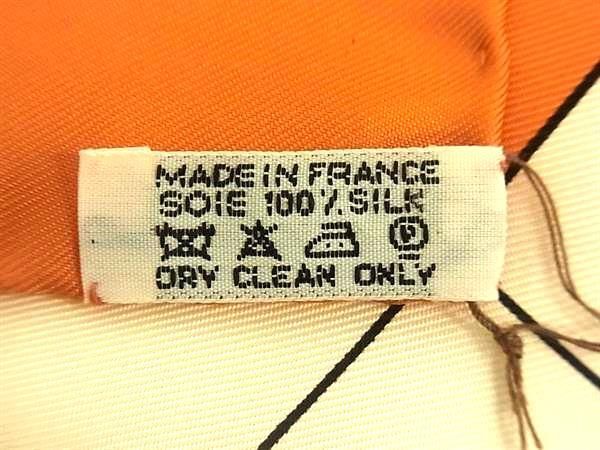 MADE IN FRANCE
SOIE 100% SILK
P
DRY CLEAN ONLY